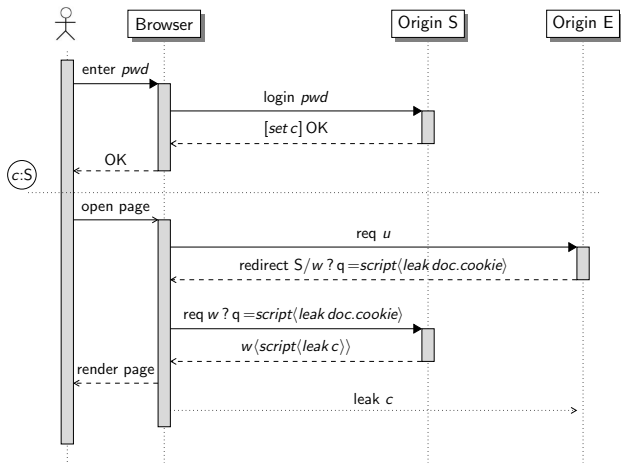 Browser
Origin S
Origin E
enter pwd
login pwd
[set c] OK
OK
c:S
open page
req u
redirect S/w ? q =script⟨leak doc.cookie⟩
req w ? q =script⟨leak doc.cookie⟩
w⟨script⟨leak c⟩⟩
render page
leak c